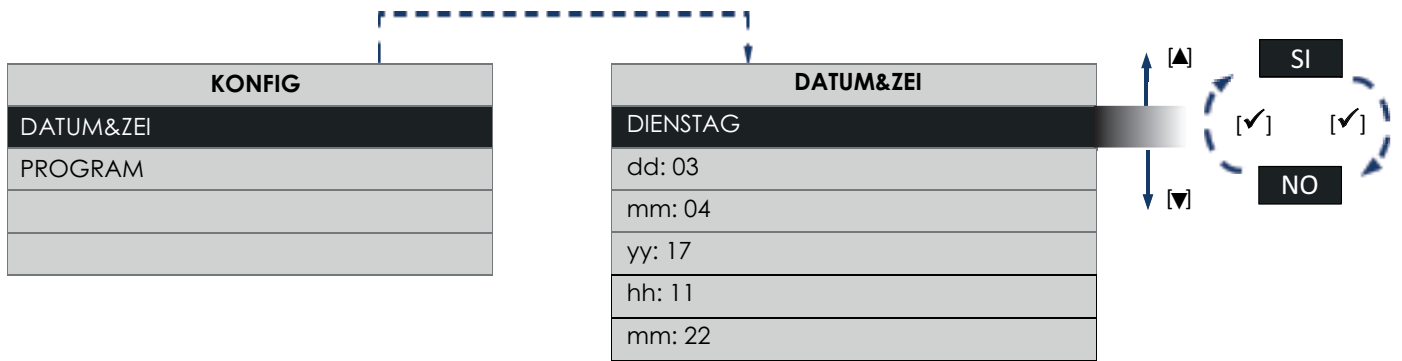 KONFIG
DATUM&ZEI
PROGRAM
DATUM&ZEI
DIENSTAG
dd: 03
mm: 04
yy: 17
hh: 11
mm: 22
[▲]
[▼]
SI
[✓] [✓]
NO